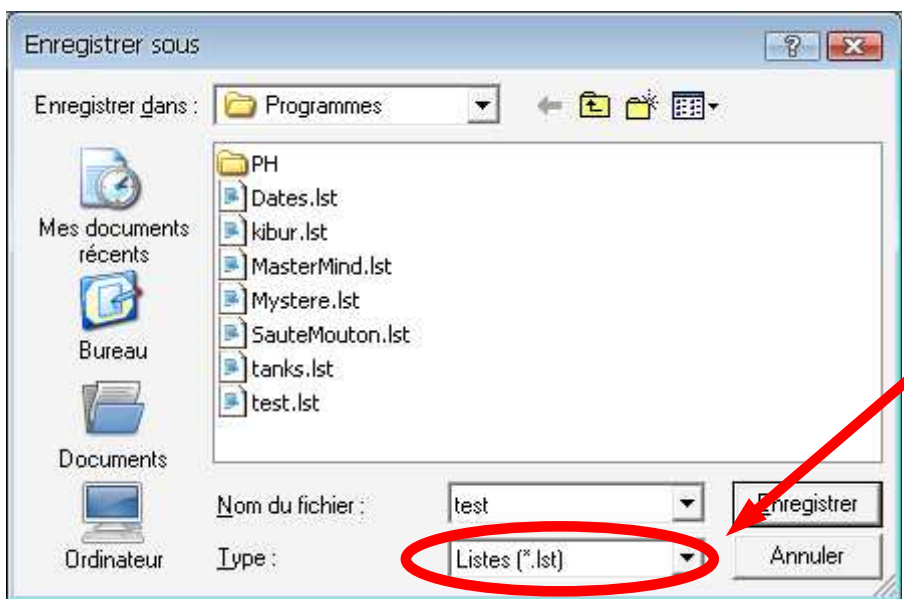 Enregistrer sous
Enregistrer dans :
Programmes
PH
Dates.lst
kibur.lst
MasterMind.lst
Mystere.lst
SauteMouton.lst
tanks.lst
test.lst
Mes documents
récents
Bureau
Documents
Ordinateur
Nom du fichier :
test
Enregistrer
Type :
Listes (*.lst)
Annuler